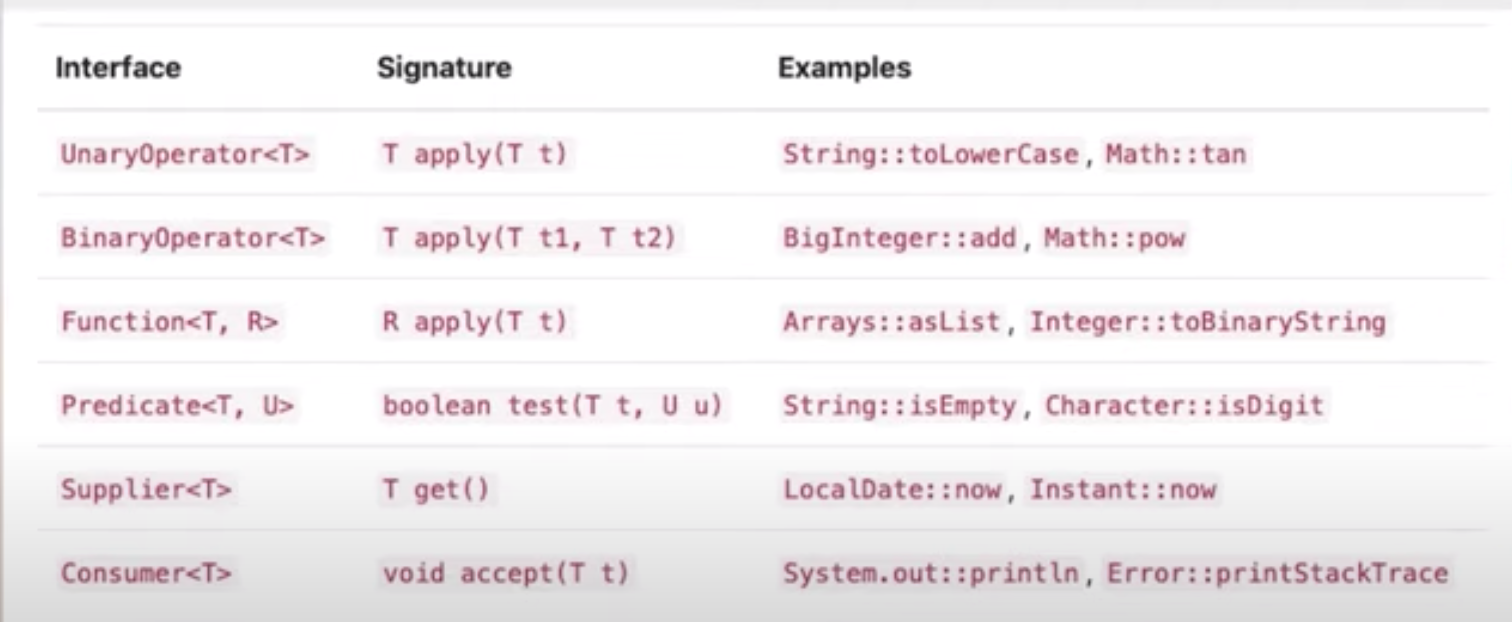 Interface Signature Examples
UnaryOperator<T> T apply(T t) String::toLowerCase, Math::tan
BinaryOperator<T> T apply(T t1, T t2) BigInteger::add, Math::pow
Function<T, R> R apply(T t) Arrays::asList, Integer::toBinaryString
Predicate<T, U> boolean test(T t, U u) String::isEmpty, Character::isDigit
Supplier<T> T get() LocalDate::now, Instant::now
Consumer<T> void accept(T t) System.out::println, Error::printStackTrace